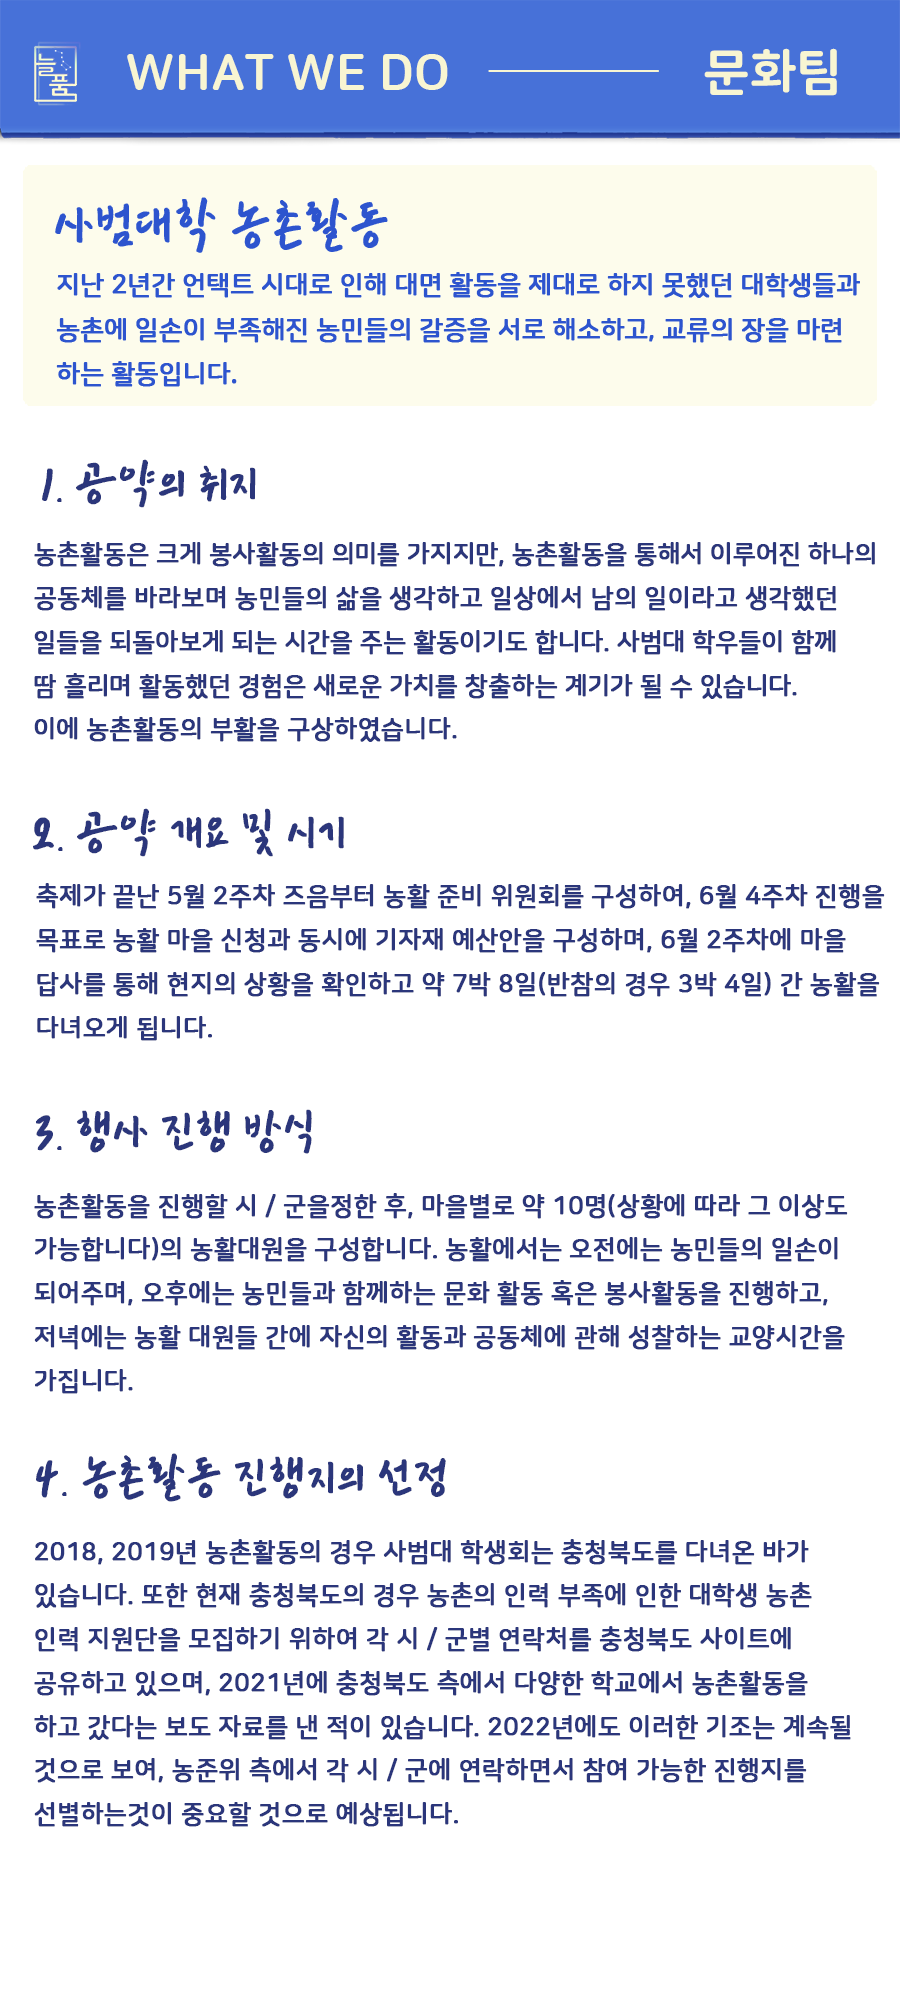 늘
품
WHAT WE DO
문화팀
사범대학 농촌활동
지난 2년간 언택트 시대로 인해 대면 활동을 제대로 하지 못했던 대학생들과
농촌에 일손이 부족해진 농민들의 갈증을 서로 해소하고, 교류의 장을 마련
하는 활동입니다.
1. 공약의 취지
농촌활동은 크게 봉사활동의 의미를 가지지만, 농촌활동을 통해서 이루어진 하나의
공동체를 바라보며 농민들의 삶을 생각하고 일상에서 남의 일이라고 생각했던
일들을 되돌아보게 되는 시간을 주는 활동이기도 합니다. 사범대 학우들이 함께
땀 흘리며 활동했던 경험은 새로운 가치를 창출하는 계기가 될 수 있습니다.
이에 농촌활동의 부활을 구상하였습니다.
2. 공약 개요 및 시기
축제가 끝난 5월 2주차 즈음부터 농활 준비 위원회를 구성하여, 6월 4주차 진행을
목표로 농활 마을 신청과 동시에 기자재 예산안을 구성하며, 6월 2주차에 마을
답사를 통해 현지의 상황을 확인하고 약 7박 8일(반참의 경우 3박 4일) 간 농활을
다녀오게 됩니다.
3. 행사 진행 방식
농촌활동을 진행할 시 / 군을정한 후, 마을별로 약 10명(상황에 따라 그 이상도
가능합니다)의 농활대원을 구성합니다. 농활에서는 오전에는 농민들의 일손이
되어주며, 오후에는 농민들과 함께하는 문화 활동 혹은 봉사활동을 진행하고,
저녁에는 농활 대원들 간에 자신의 활동과 공동체에 관해 성찰하는 교양시간을
가집니다.
4. 농촌활동 진행지의 선정
2018, 2019년 농촌활동의 경우 사범대 학생회는 충청북도를 다녀온 바가
있습니다. 또한 현재 충청북도의 경우 농촌의 인력 부족에 인한 대학생 농촌
인력 지원단을 모집하기 위하여 각 시 / 군별 연락처를 충청북도 사이트에
공유하고 있으며, 2021년에 충청북도 측에서 다양한 학교에서 농촌활동을
하고 갔다는 보도 자료를 낸 적이 있습니다. 2022년에도 이러한 기조는 계속될
것으로 보여, 농준위 측에서 각 시 / 군에 연락하면서 참여 가능한 진행지를
선별하는것이 중요할 것으로 예상됩니다.